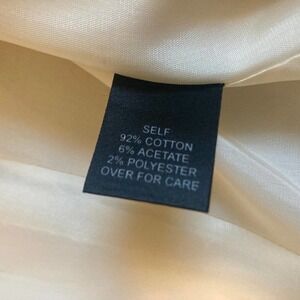 SELF
92% COTTON
6% ACETATE
2% POLYESTER
OVER FOR CARE